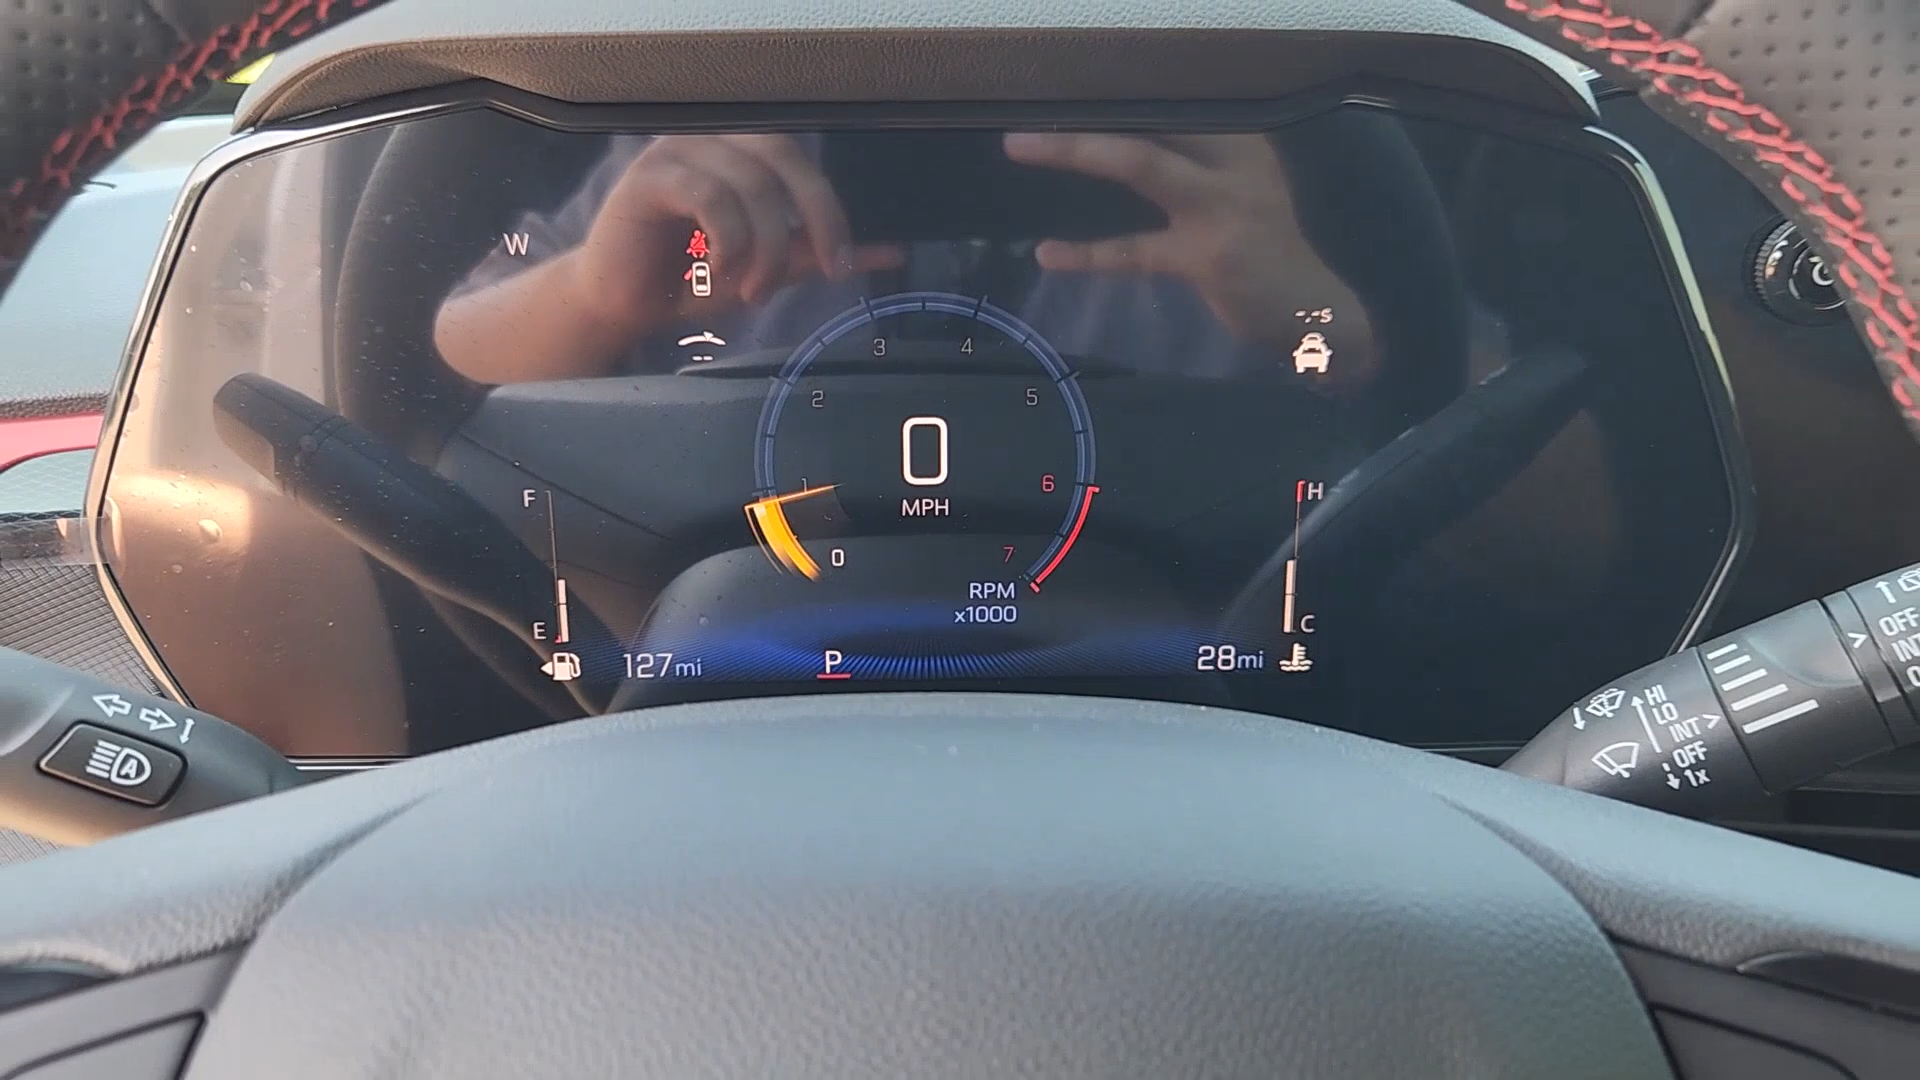 W
-.-s
--
3 4
2 5
1 6
0 7
0
MPH
RPM
x1000
F
E
H
C
127mi
P
28mi
A
HI
LO
INT
OFF
1x
OFF